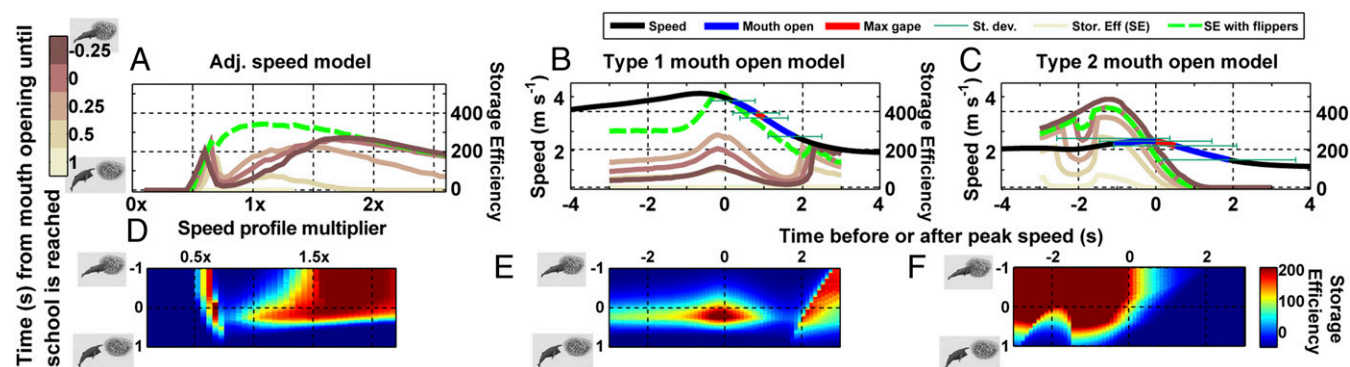 Speed Mouth open Max gape St. dev. Stor. Eff (SE) SE with flippers
Time (s) from mouth opening until
school is reached
-0.25
0
0.25
0.5
1
A Adj. speed model
400
200
0
Storage Efficiency
0x 1x 2x
Speed profile multiplier
B Type 1 mouth open model
Speed (m s-1)
4
2
400
200
0
Storage Efficiency
-4 -2 0 2 4
C Type 2 mouth open model
Speed (m s-1)
4
2
400
200
0
-4 -2 0 2 4
Time before or after peak speed (s)
D
0.5x 1.5x
-1
0
1
E
-2 0 2
-1
0
1
F
-2 0 2
-1
0
1
200
100
0
Storage
Efficiency